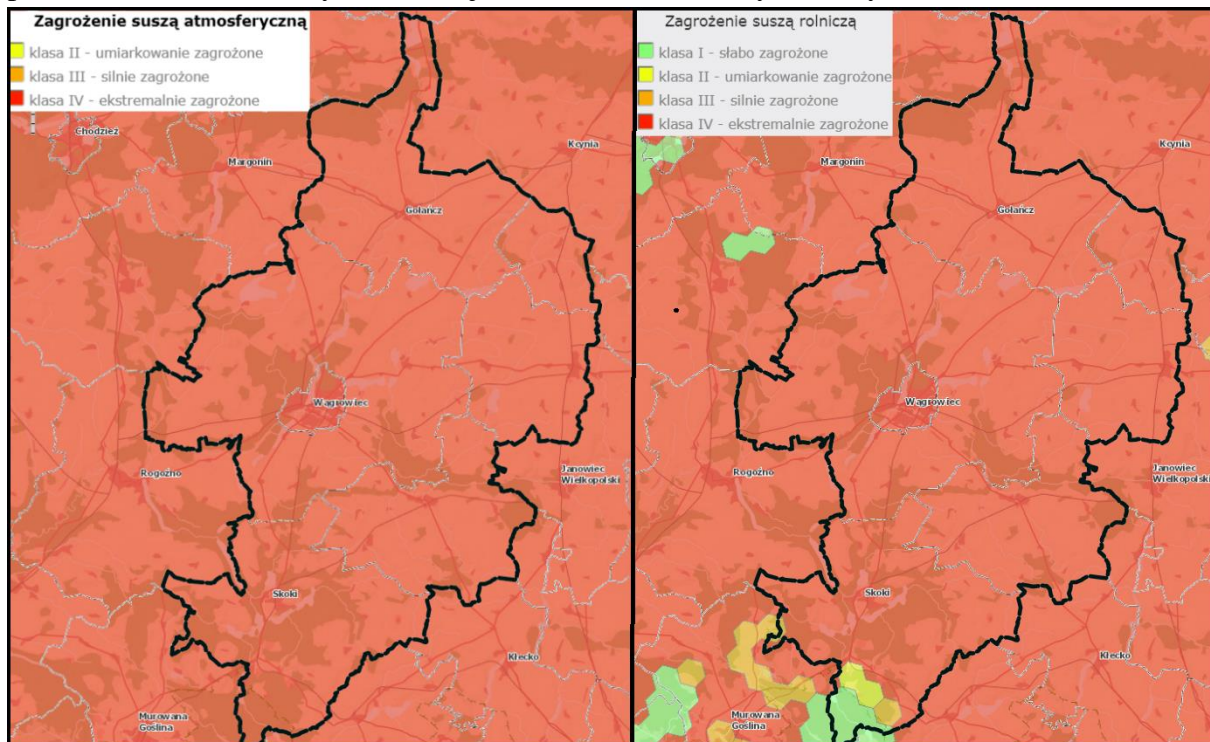 Zagrożenie suszą atmosferyczną
klasa II - umiarkowanie zagrożone
klasa III - silnie zagrożone
klasa IV - ekstremalnie zagrożone
Chodzież
Margonin
Gołańcz
Wągrowiec
Rogoźno
Janowiec
Wielkopolski
Skoki
Kłecko
Murowana
Goślina
Kcynia
Zagrożenie suszą rolniczą
klasa I - słabo zagrożone
klasa II - umiarkowanie zagrożone
klasa III - silnie zagrożone
klasa IV - ekstremalnie zagrożone
Kcynia
Margonin
Gołańcz
Wągrowiec
Rogoźno
Janowiec
Wielkopolski
Skoki
Kłecko
Murowana
Goślina